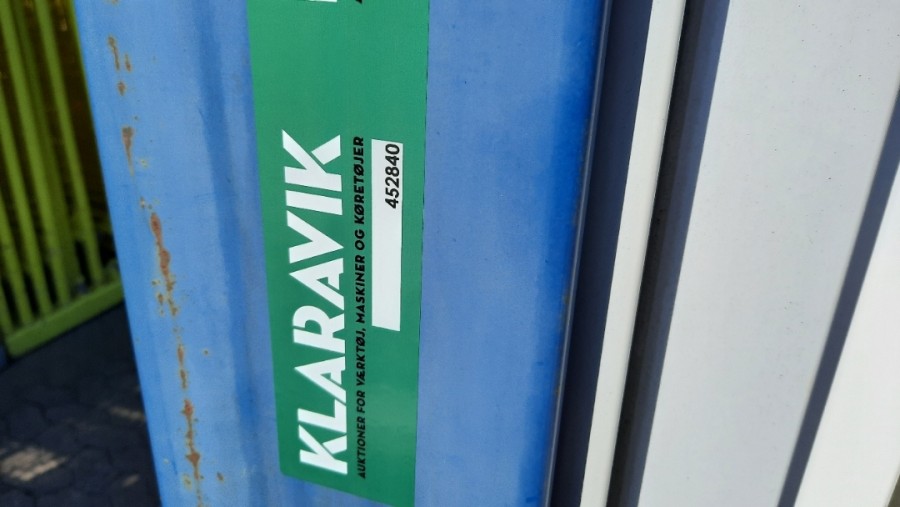 KLARAVIK
AUKTIONER FOR VÆRKTØJ, MASKINER OG KØRETØJER
452840